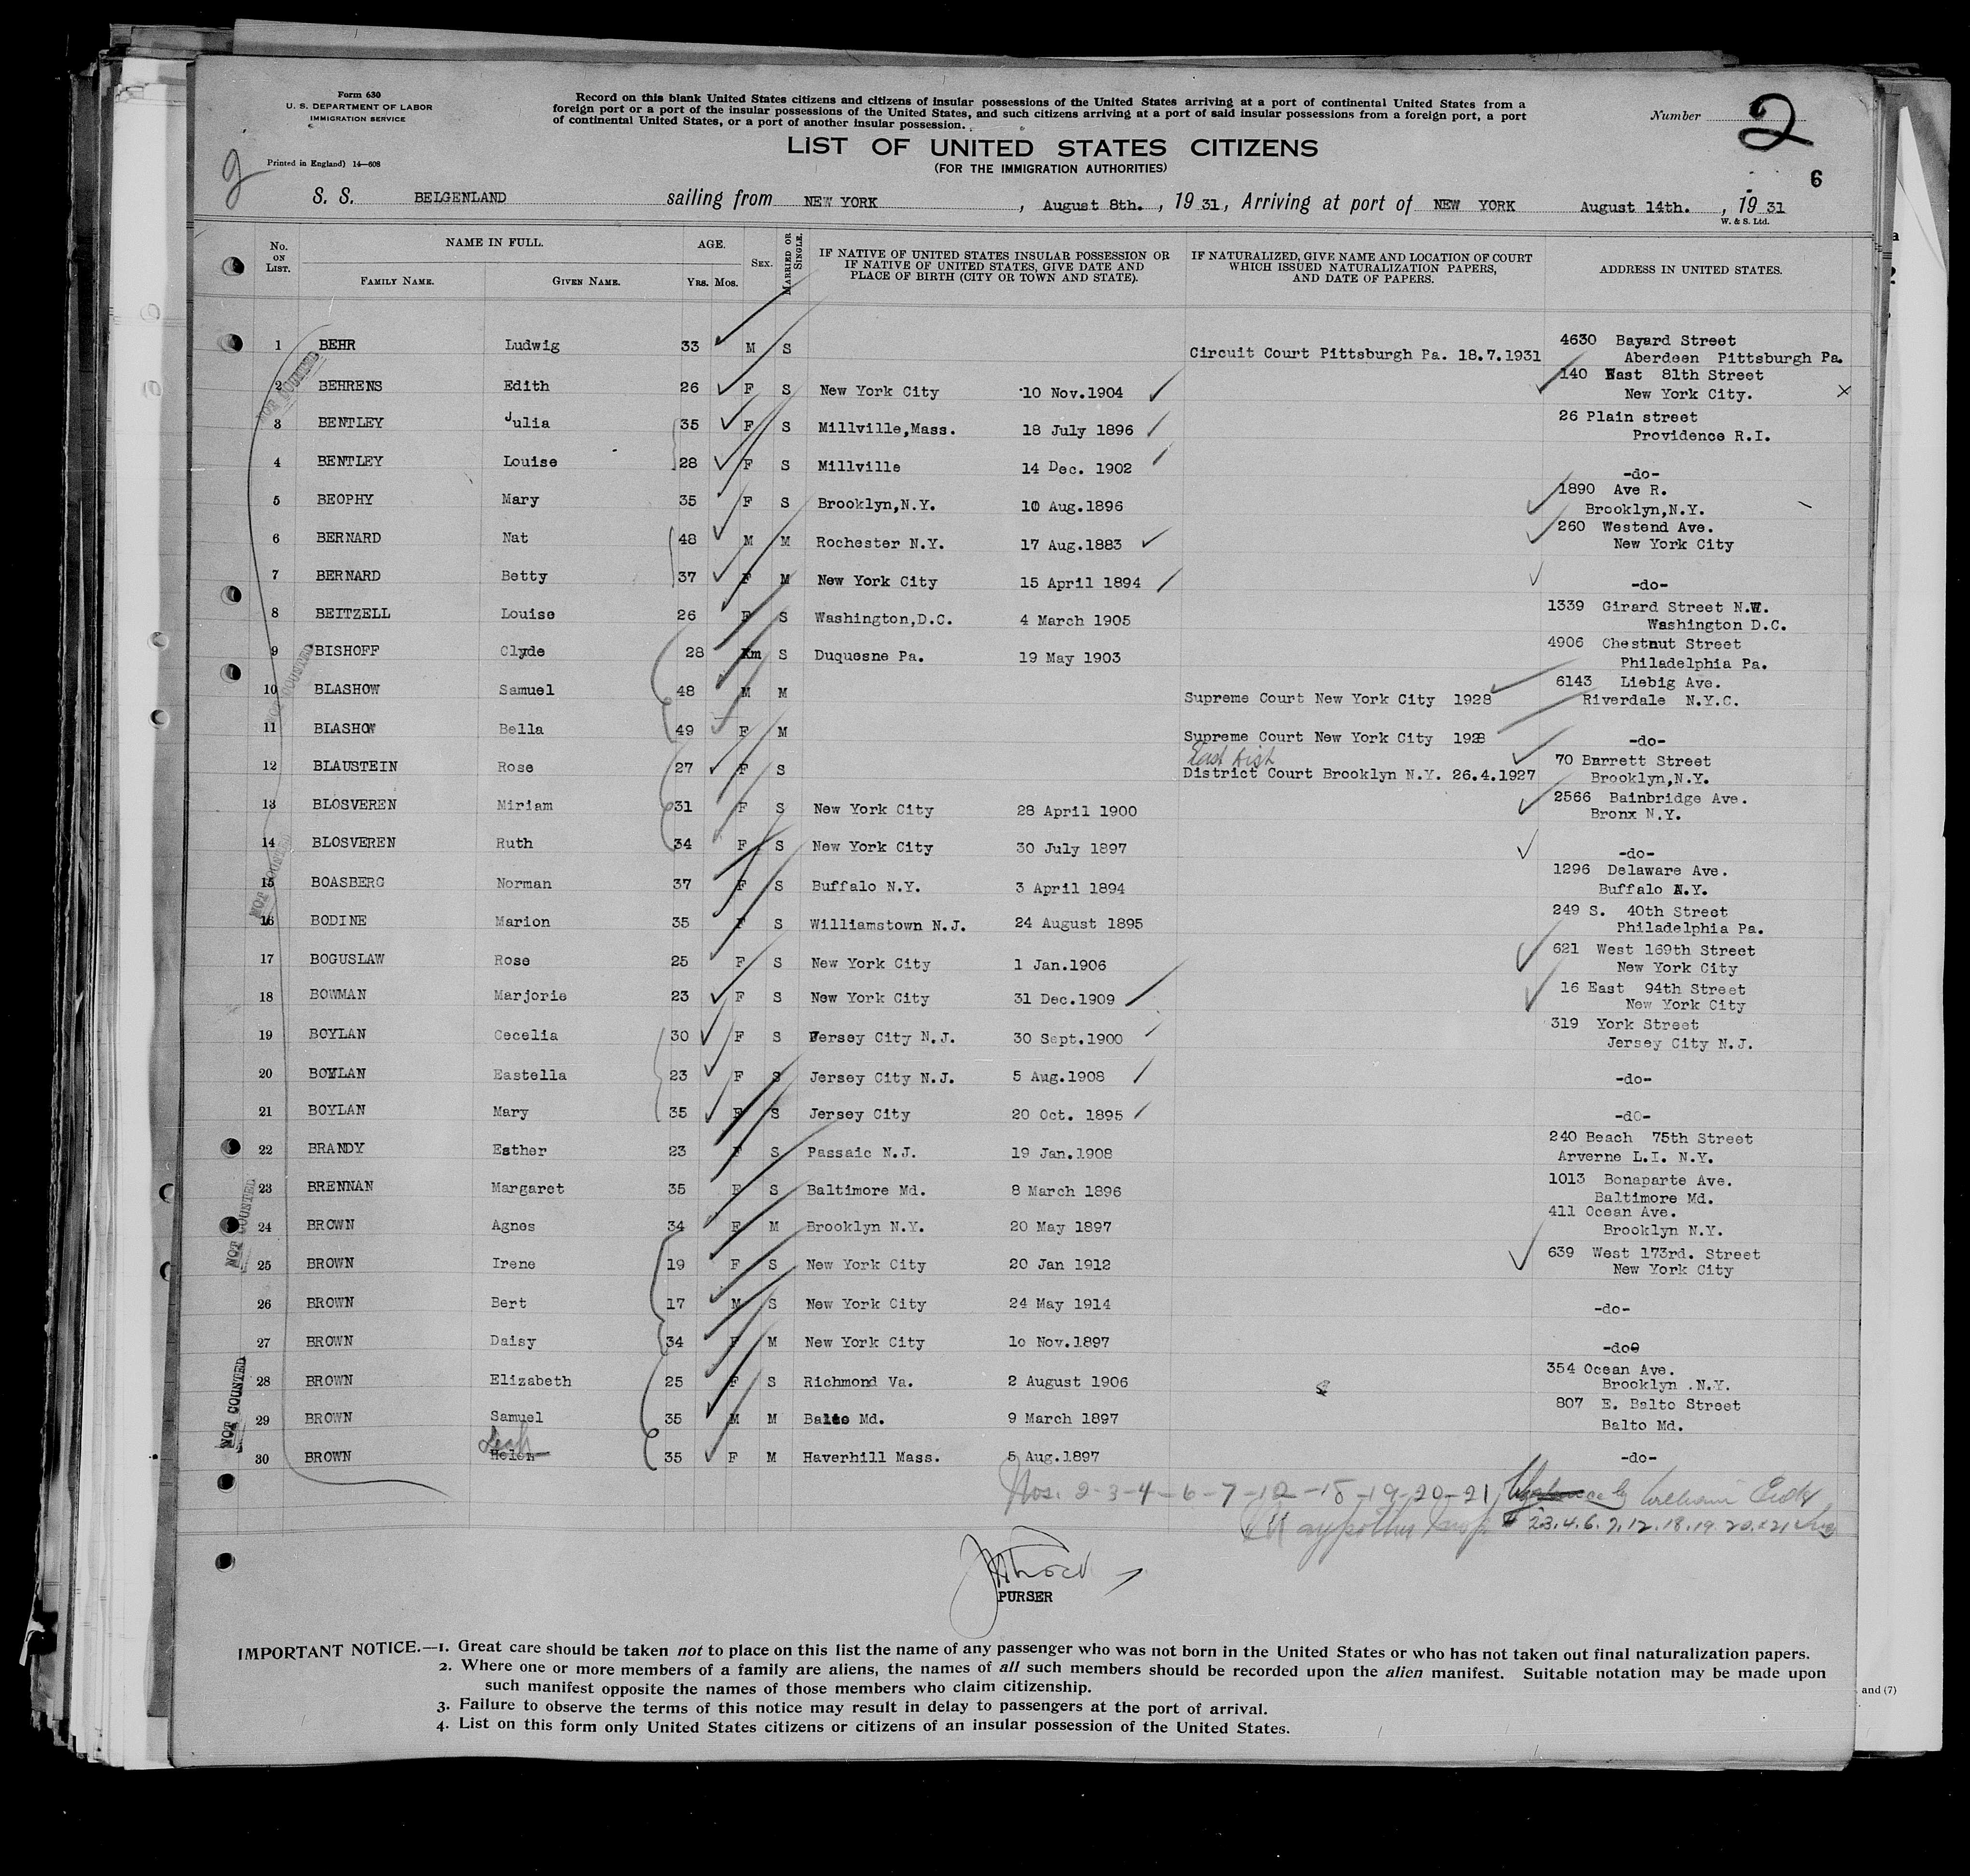 Form 630
U. S. DEPARTMENT OF LABOR
IMMIGRATION SERVICE
Printed in England) 14—608
2
Record on this blank United States citizens and citizens of insular possessions of the United States arriving at a port of continental United States from a
foreign port or a port of the insular possessions of the United States, and such citizens arriving at a port of said insular possessions from a foreign port, a port
of continental United States, or a port of another insular possession.
Number 2
LIST OF UNITED STATES CITIZENS
(FOR THE IMMIGRATION AUTHORITIES)
6
S. S. BELGENLAND sailing from NEW YORK , August 8th. , 19 31, Arriving at port of NEW YORK August 14th. , 19 31
W. & S. Ltd.
No. ON LIST. NAME IN FULL. FAMILY NAME. GIVEN NAME. AGE. YRS. MOS. SEX. MARRIED OR SINGLE. IF NATIVE OF UNITED STATES INSULAR POSSESSION OR IF NATIVE OF UNITED STATES, GIVE DATE AND PLACE OF BIRTH (CITY OR TOWN AND STATE). IF NATURALIZED, GIVE NAME AND LOCATION OF COURT WHICH ISSUED NATURALIZATION PAPERS, AND DATE OF PAPERS. ADDRESS IN UNITED STATES.
1 BEHR Ludwig 33 M S Circuit Court Pittsburgh Pa. 18.7.1931 4630 Bayard Street
Aberdeen Pittsburgh Pa.
2 BEHRENS Edith 26 F S New York City 10 Nov.1904 140 East 81th Street
New York City.
3 BENTLEY Julia 35 F S Millville,Mass. 18 July 1896 26 Plain street
Providence R.I.
4 BENTLEY Louise 28 F S Millville 14 Dec. 1902 -do-
5 BEOPHY Mary 35 F S Brooklyn,N.Y. 10 Aug.1896 1890 Ave R.
Brooklyn,N.Y.
6 BERNARD Nat 48 M M Rochester N.Y. 17 Aug.1883 260 Westend Ave.
New York City
7 BERNARD Betty 37 F M New York City 15 April 1894 -do-
8 BEITZELL Louise 26 F S Washington,D.C. 4 March 1905 1339 Girard Street N.W.
Washington D.C.
9 BISHOFF Clyde 28 m S Duquesne Pa. 19 May 1903 4906 Chestnut Street
Philadelphia Pa.
10 BLASHOW Samuel 48 M M Supreme Court New York City 1928 6143 Liebig Ave.
Riverdale N.Y.C.
11 BLASHOW Bella 49 F M Supreme Court New York City 1928 -do-
12 BLAUSTEIN Rose 27 F S East Dist District Court Brooklyn N.Y. 26.4.1927 70 Barrett Street
Brooklyn,N.Y.
13 BLOSVEREN Miriam 31 F S New York City 28 April 1900 2566 Bainbridge Ave.
Bronx N.Y.
14 BLOSVEREN Ruth 34 F S New York City 30 July 1897 -do-
15 BOASBERG Norman 37 F S Buffalo N.Y. 3 April 1894 1296 Delaware Ave.
Buffalo N.Y.
16 BODINE Marion 35 F S Williamstown N.J. 24 August 1895 249 S. 40th Street
Philadelphia Pa.
17 BOGUSLAW Rose 25 F S New York City 1 Jan.1906 621 West 169th Street
New York City
18 BOWMAN Marjorie 23 F S New York City 31 Dec.1909 16 East 94th Street
New York City
19 BOYLAN Cecelia 30 F S Jersey City N.J. 30 Sept.1900 319 York Street
Jersey City N.J.
20 BOYLAN Eastella 23 F S Jersey City N.J. 5 Aug.1908 -do-
21 BOYLAN Mary 35 F S Jersey City 20 Oct. 1895 -do-
22 BRANDY Esther 23 F S Passaic N.J. 19 Jan.1908 240 Beach 75th Street
Arverne L.I. N.Y.
23 BRENNAN Margaret 35 F S Baltimore Md. 8 March 1896 1013 Bonaparte Ave.
Baltimore Md.
24 BROWN Agnes 34 F M Brooklyn N.Y. 20 May 1897 411 Ocean Ave.
Brooklyn N.Y.
25 BROWN Irene 19 F S New York City 20 Jan 1912 639 West 173rd. Street
New York City
26 BROWN Bert 17 M S New York City 24 May 1914 -do-
27 BROWN Daisy 34 F M New York City 10 Nov.1897 -do-
28 BROWN Elizabeth 25 F S Richmond Va. 2 August 1906 354 Ocean Ave.
Brooklyn .N.Y.
29 BROWN Samuel 35 M M Balto Md. 9 March 1897 807 E. Balto Street
Balto Md.
30 BROWN Leah Helen 35 F M Haverhill Mass. 5 Aug.1897 -do-
NOT COUNTED
NOT COUNTED
NOT COUNTED
NOT COUNTED
NOT COUNTED
Nos. 2-3-4-6-7-12-18-19-20-21
23.4.6.7.12.18.19.20.&21
PURSER
IMPORTANT NOTICE.—1. Great care should be taken not to place on this list the name of any passenger who was not born in the United States or who has not taken out final naturalization papers.
2. Where one or more members of a family are aliens, the names of all such members should be recorded upon the alien manifest. Suitable notation may be made upon
such manifest opposite the names of those members who claim citizenship.
3. Failure to observe the terms of this notice may result in delay to passengers at the port of arrival.
4. List on this form only United States citizens or citizens of an insular possession of the United States.
and (7)